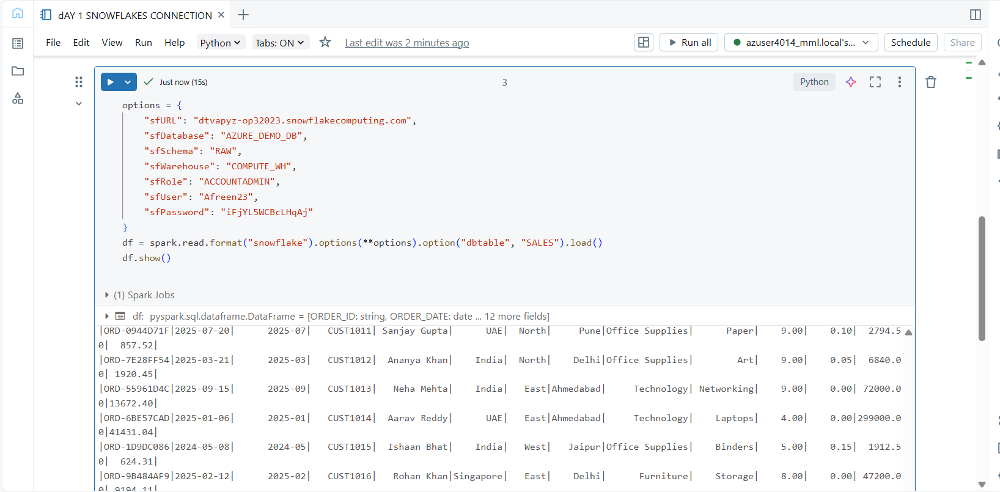 dAY 1 SNOWFLAKES CONNECTION
File Edit View Run Help Python Tabs: ON Last edit was 2 minutes ago Run all azuser4014_mml.local's... Schedule Share
Just now (15s) 3 Python
options = {
"sfURL": "dtvapyz-op32023.snowflakecomputing.com",
"sfDatabase": "AZURE_DEMO_DB",
"sfSchema": "RAW",
"sfWarehouse": "COMPUTE_WH",
"sfRole": "ACCOUNTADMIN",
"sfUser": "Afreen23",
"sfPassword": "iFjYL5WCBcLHqAj"
}
df = spark.read.format("snowflake").options(**options).option("dbtable", "SALES").load()
df.show()
(1) Spark Jobs
df: pyspark.sql.dataframe.DataFrame = [ORDER_ID: string, ORDER_DATE: date ... 12 more fields]
|ORD-0944D71F|2025-07-20| 2025-07| CUST1011| Sanjay Gupta| UAE| North| Pune|Office Supplies| Paper| 9.00| 0.10| 2794.5
0| 857.52|
|ORD-7E28FF54|2025-03-21| 2025-03| CUST1012| Ananya Khan| India| North| Delhi|Office Supplies| Art| 9.00| 0.05| 6840.0
0| 1920.45|
|ORD-55961D4C|2025-09-15| 2025-09| CUST1013| Neha Mehta| India| East|Ahmedabad| Technology| Networking| 9.00| 0.00| 72000.0
0|13672.40|
|ORD-6BE57CAD|2025-01-06| 2025-01| CUST1014| Aarav Reddy| UAE| East|Ahmedabad| Technology| Laptops| 4.00| 0.00|299000.0
0|41431.04|
|ORD-1D9DC086|2024-05-08| 2024-05| CUST1015| Ishaan Bhat| India| West| Jaipur|Office Supplies| Binders| 5.00| 0.15| 1912.5
0| 624.31|
|ORD-9B484AF9|2025-02-12| 2025-02| CUST1016| Rohan Khan|Singapore| East| Delhi| Furniture| Storage| 8.00| 0.00| 47200.0
0| 9194.11|